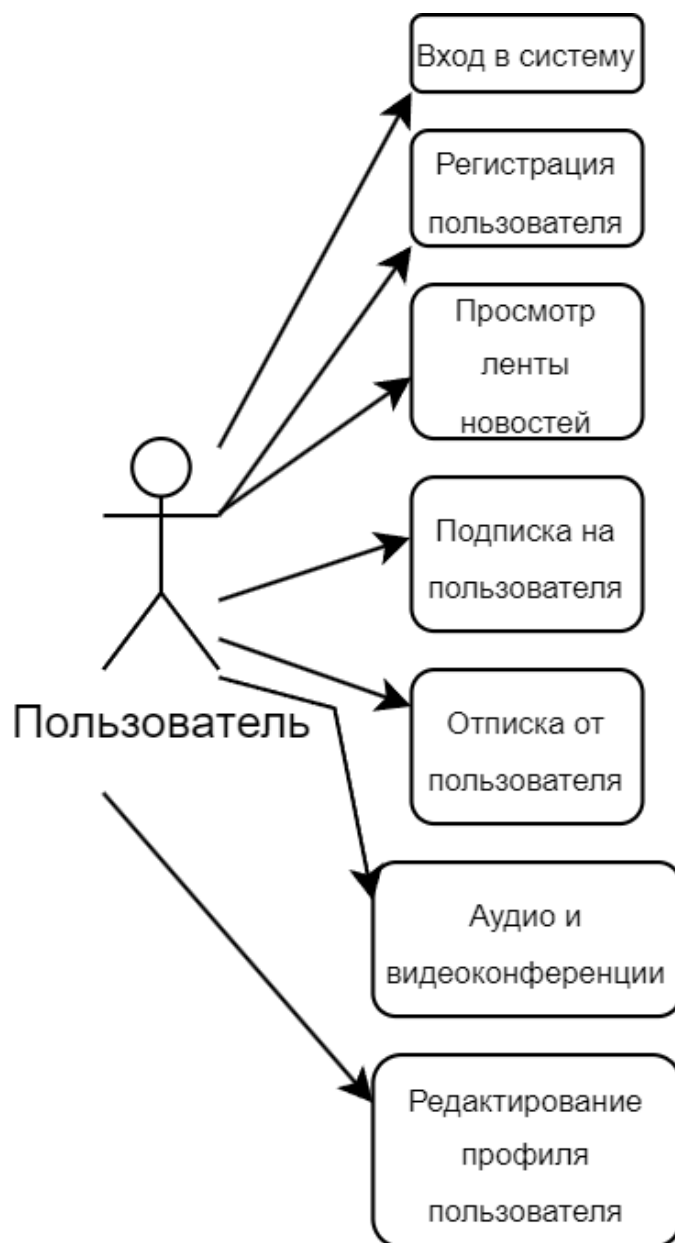 Вход в систему
Регистрация
пользователя
Просмотр
ленты
новостей
Подписка на
пользователя
Отписка от
пользователя
Пользователь
Аудио и
видеоконференции
Редактирование
профиля
пользователя